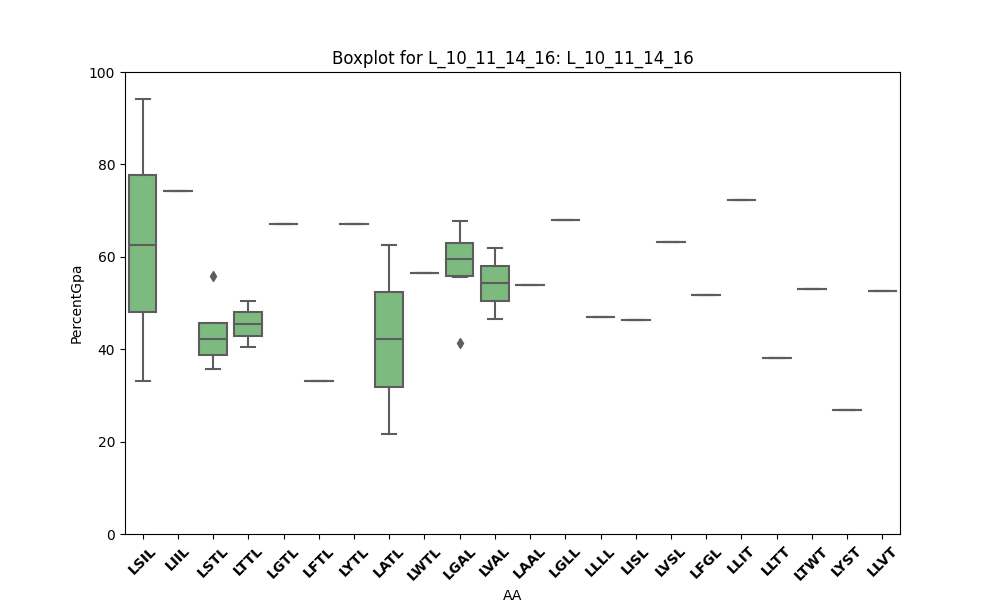 Boxplot for L_10_11_14_16: L_10_11_14_16
100
80
60
40
20
0
PercentGpa
LSIL LIIL LSTL LTTL LGTL LFTL LYTL LATL LWTL LGAL LVAL LAAL LGLL LLLL LISL LVSL LFGL LLIT LLTT LTWT LYST LLVT
AA